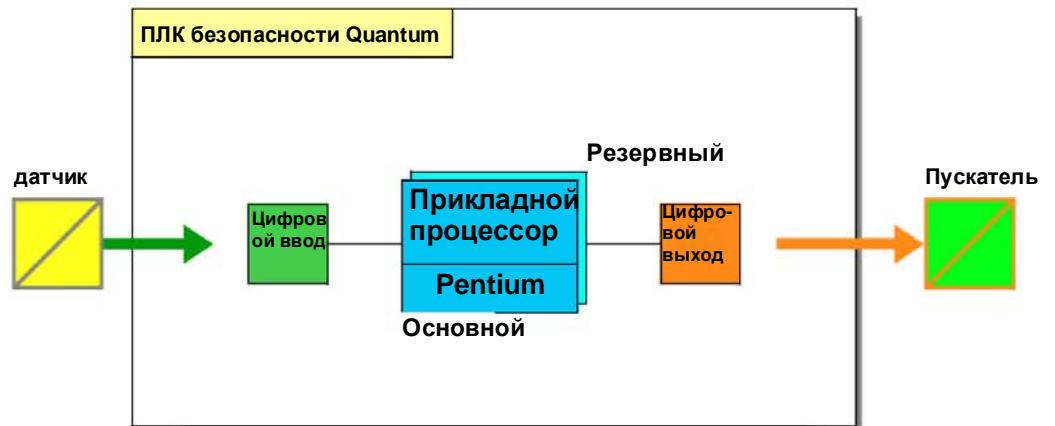 ПЛК безопасности Quantum
Резервный
датчик
Пускатель
Цифров
ой ввод
Прикладной
процессор
Pentium
Цифро-
вой
выход
Основной